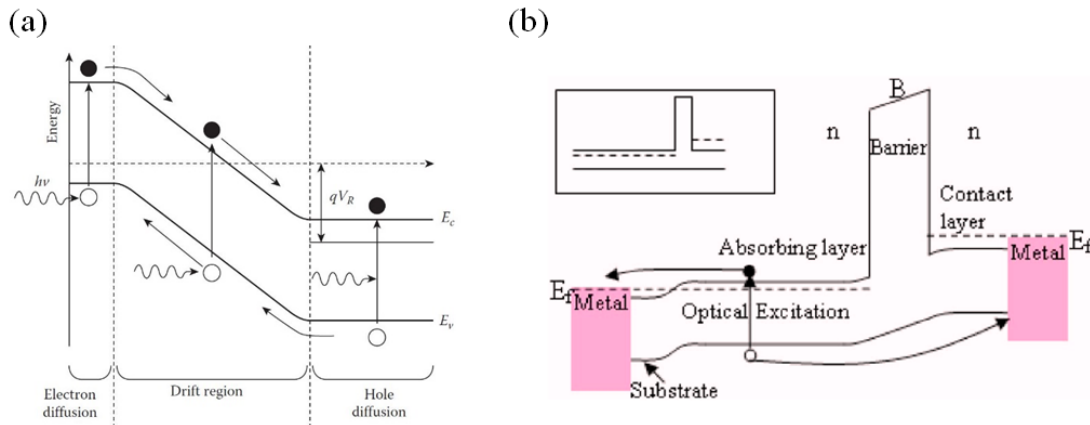 (a)
Energy
hν
qV_R
E_c
E_v
Electron
diffusion
Drift region
Hole
diffusion
(b)
B
n
n
Barrier
Contact
layer
Absorbing layer
E_f
Metal
E_f
Metal
Optical Excitation
Substrate